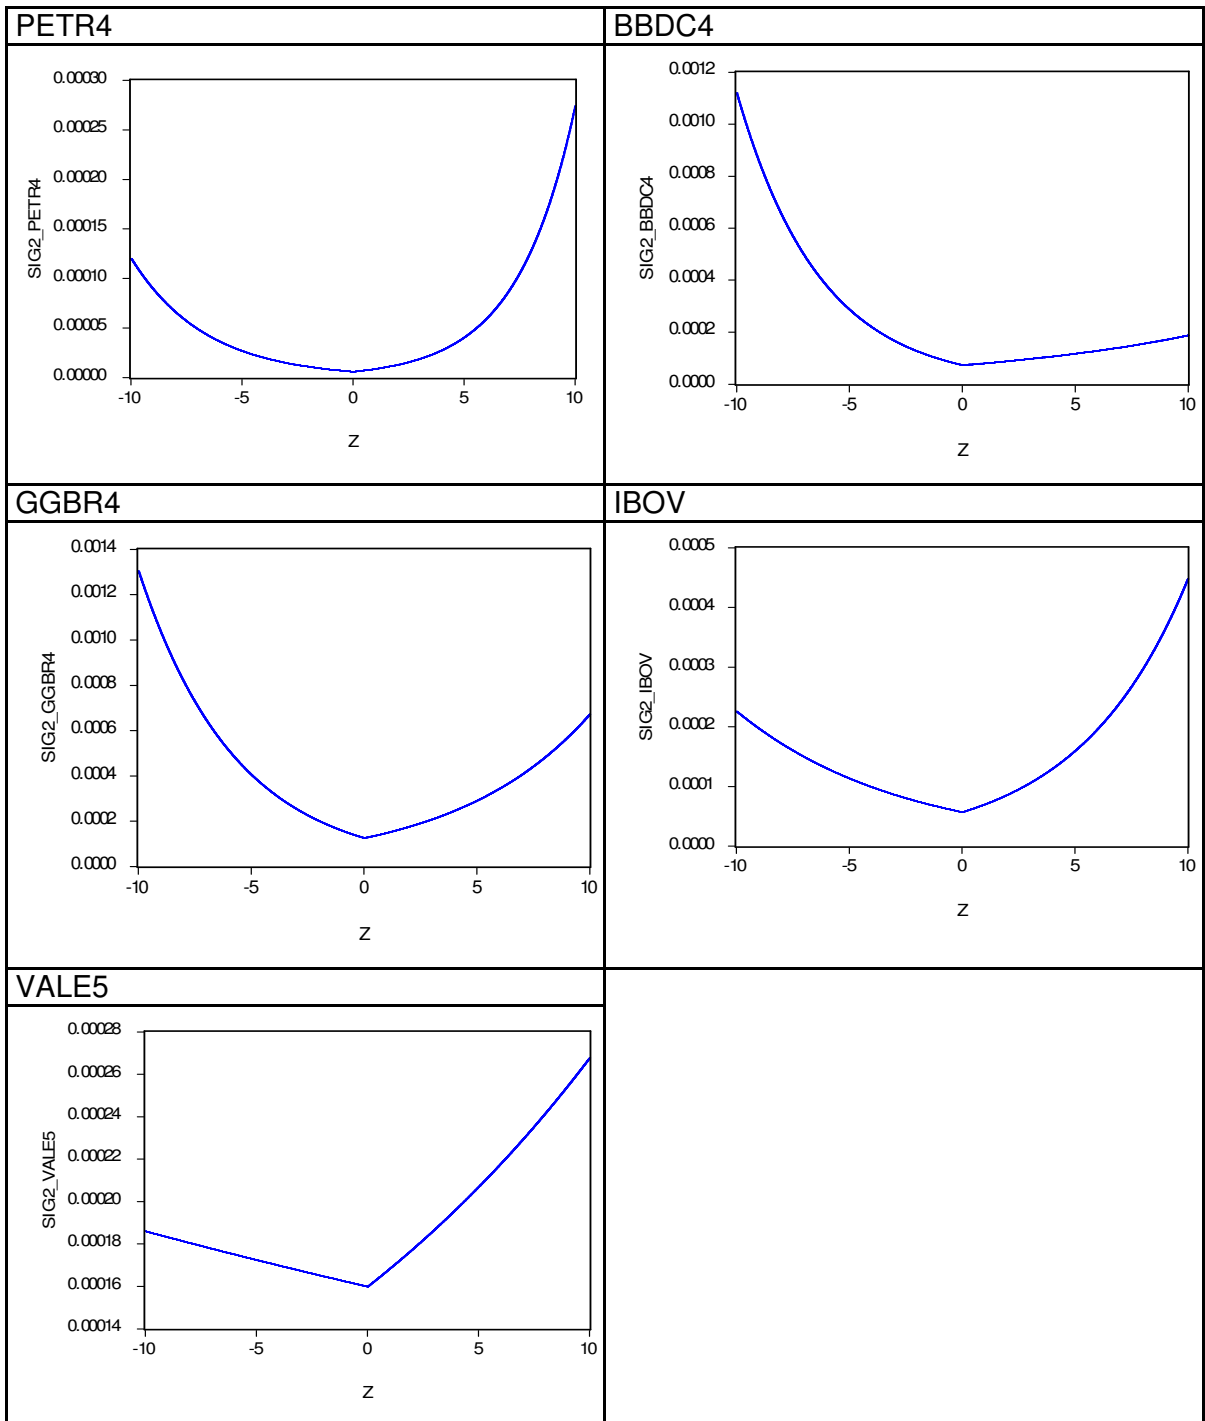 PETR4
BBDC4
0.00030
0.00025
0.00020
0.00015
0.00010
0.00005
0.00000
SIG2_PETR4
-10 -5 0 5 10
Z
0.0012
0.0010
0.0008
0.0006
0.0004
0.0002
0.0000
SIG2_BBDC4
-10 -5 0 5 10
Z
GGBR4
IBOV
0.0014
0.0012
0.0010
0.0008
0.0006
0.0004
0.0002
0.0000
SIG2_GGBR4
-10 -5 0 5 10
Z
0.0005
0.0004
0.0003
0.0002
0.0001
0.0000
SIG2_IBOV
-10 -5 0 5 10
Z
VALE5
0.00028
0.00026
0.00024
0.00022
0.00020
0.00018
0.00016
0.00014
SIG2_VALE5
-10 -5 0 5 10
Z